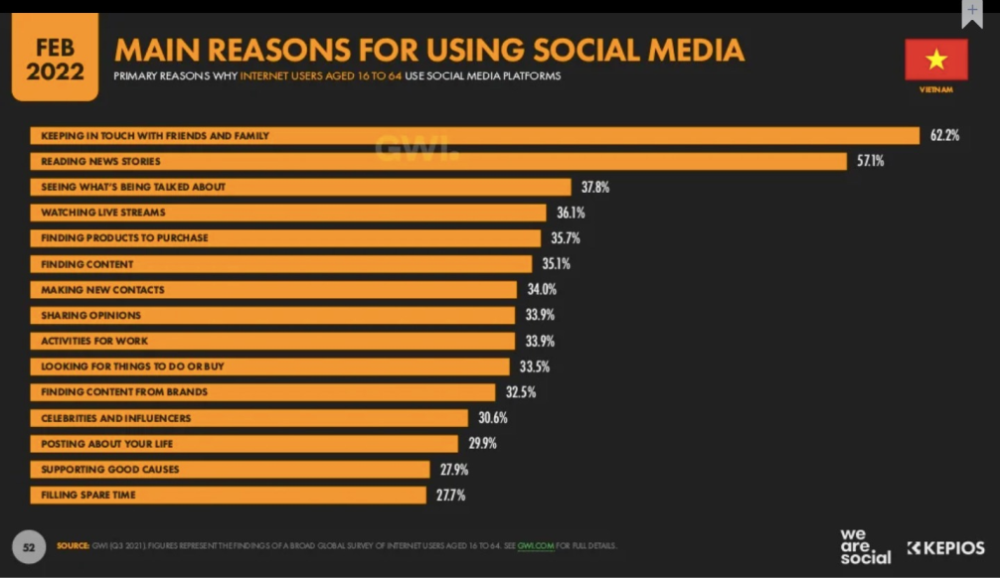 FEB
2022
MAIN REASONS FOR USING SOCIAL MEDIA
PRIMARY REASONS WHY INTERNET USERS AGED 16 TO 64 USE SOCIAL MEDIA PLATFORMS
VIETNAM
GWI.
KEEPING IN TOUCH WITH FRIENDS AND FAMILY 62.2%
READING NEWS STORIES 57.1%
SEEING WHAT'S BEING TALKED ABOUT 37.8%
WATCHING LIVE STREAMS 36.1%
FINDING PRODUCTS TO PURCHASE 35.7%
FINDING CONTENT 35.1%
MAKING NEW CONTACTS 34.0%
SHARING OPINIONS 33.9%
ACTIVITIES FOR WORK 33.9%
LOOKING FOR THINGS TO DO OR BUY 33.5%
FINDING CONTENT FROM BRANDS 32.5%
CELEBRITIES AND INFLUENCERS 30.6%
POSTING ABOUT YOUR LIFE 29.9%
SUPPORTING GOOD CAUSES 27.9%
FILLING SPARE TIME 27.7%
52
SOURCE: GWI (Q3 2021). FIGURES REPRESENT THE FINDINGS OF A BROAD GLOBAL SURVEY OF INTERNET USERS AGED 16 TO 64. SEE GWI.COM FOR FULL DETAILS.
we
are
social
KEPIOS